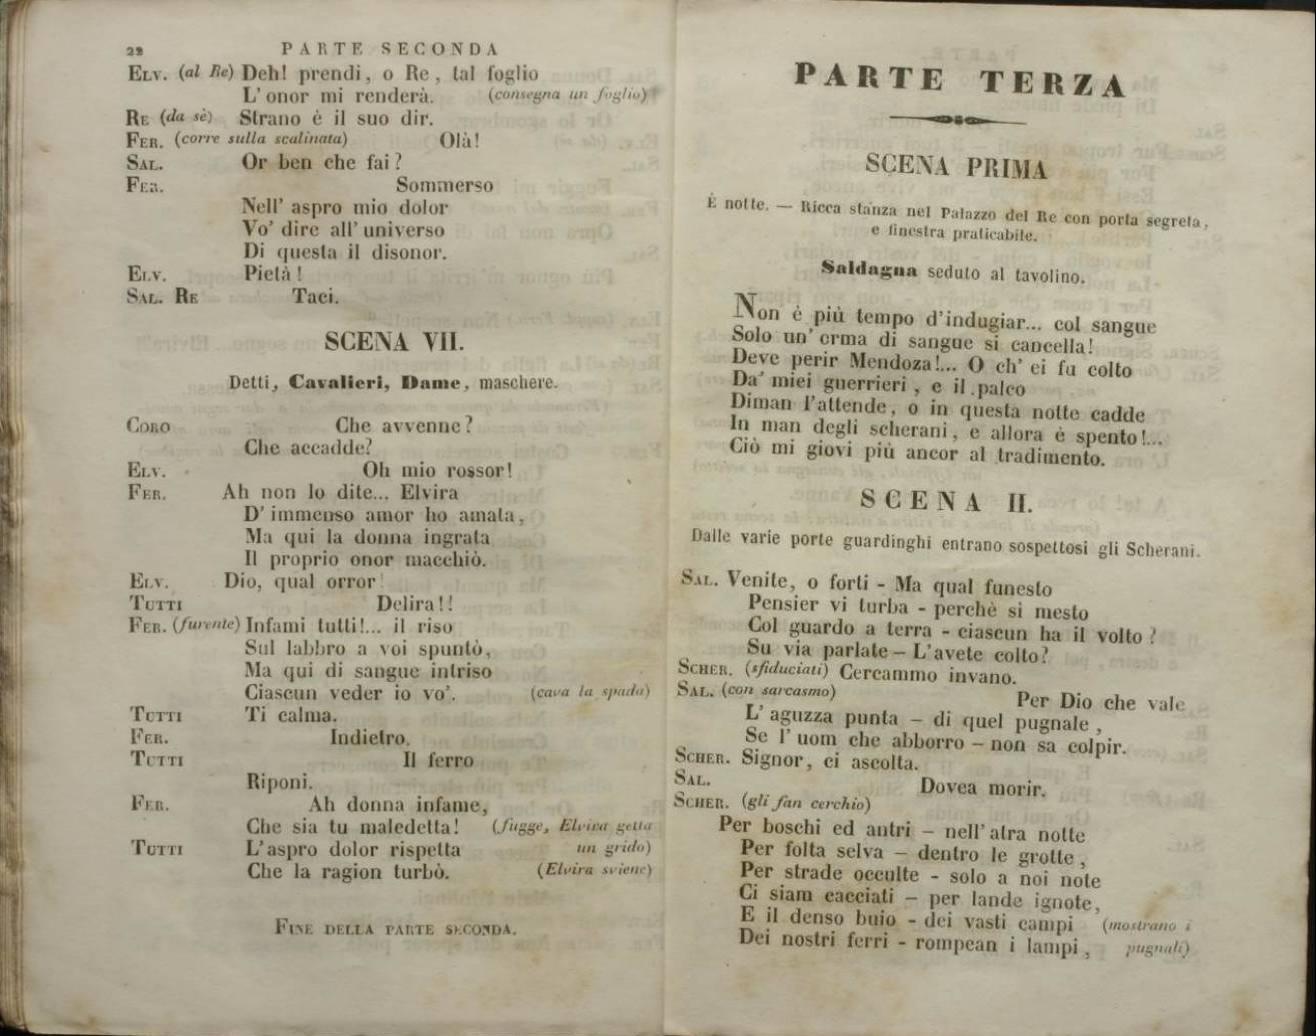 22 PARTE SECONDA
ELV. (al Re) Deh! prendi, o Re, tal foglio
L'onor mi renderà. (consegna un foglio)
RE (da sè) Strano è il suo dir.
FER. (corre sulla scalinata) Olà!
SAL. Or ben che fai?
FER. Sommerso
Nell' aspro mio dolor
Vo' dire all' universo
Di questa il disonor.
ELV. Pietà!
SAL. RE Taci.
SCENA VII.
Detti, Cavalieri, Dame, maschere.
CORO Che avvenne?
Che accadde?
ELV. Oh mio rossor!
FER. Ah non lo dite... Elvira
D'immenso amor ho amata,
Ma qui la donna ingrata
Il proprio onor macchiò.
ELV. Dio, qual orror!
TUTTI Delira!!
FER. (furente) Infami tutti!... il riso
Sul labbro a voi spuntò,
Ma qui di sangue intriso
Ciascun veder io vo'. (cava la spada)
TUTTI Ti calma.
FER. Indietro.
TUTTI Il ferro
Riponi.
FER. Ah donna infame,
Che sia tu maledetta! (fugge, Elvira getta
TUTTI L'aspro dolor rispetta un grido)
Che la ragion turbò. (Elvira sviene)
FINE DELLA PARTE SECONDA.
PARTE TERZA
SCENA PRIMA
È notte. — Ricca stanza nel Palazzo del Re con porta segreta,
e finestra praticabile.
Saldagna seduto al tavolino.
Non è più tempo d'indugiar... col sangue
Solo un' orma di sangue si cancella!
Deve perir Mendoza!... O ch' ei fu colto
Da' miei guerrieri, e il palco
Diman l'attende, o in questa notte cadde
In man degli scherani, e allora è spento!...
Ciò mi giovi più ancor al tradimento.
SCENA II.
Dalle varie porte guardinghi entrano sospettosi gli Scherani.
SAL. Venite, o forti - Ma qual funesto
Pensier vi turba - perchè sì mesto
Col guardo a terra - ciascun ha il volto?
Su via parlate — L'avete colto?
SCHER. (sfiduciati) Cercammo invano.
SAL. (con sarcasmo) Per Dio che vale
L'aguzza punta — di quel pugnale,
Se l'uom che abborro — non sa colpir.
SCHER. Signor, ci ascolta.
SAL. Dovea morir.
SCHER. (gli fan cerchio)
Per boschi ed antri — nell'atra notte
Per folta selva — dentro le grotte,
Per strade occulte - solo a noi note
Ci siam cacciati — per lande ignote,
E il denso buio - dei vasti campi (mostrano i
Dei nostri ferri - rompean i lampi, pugnali)